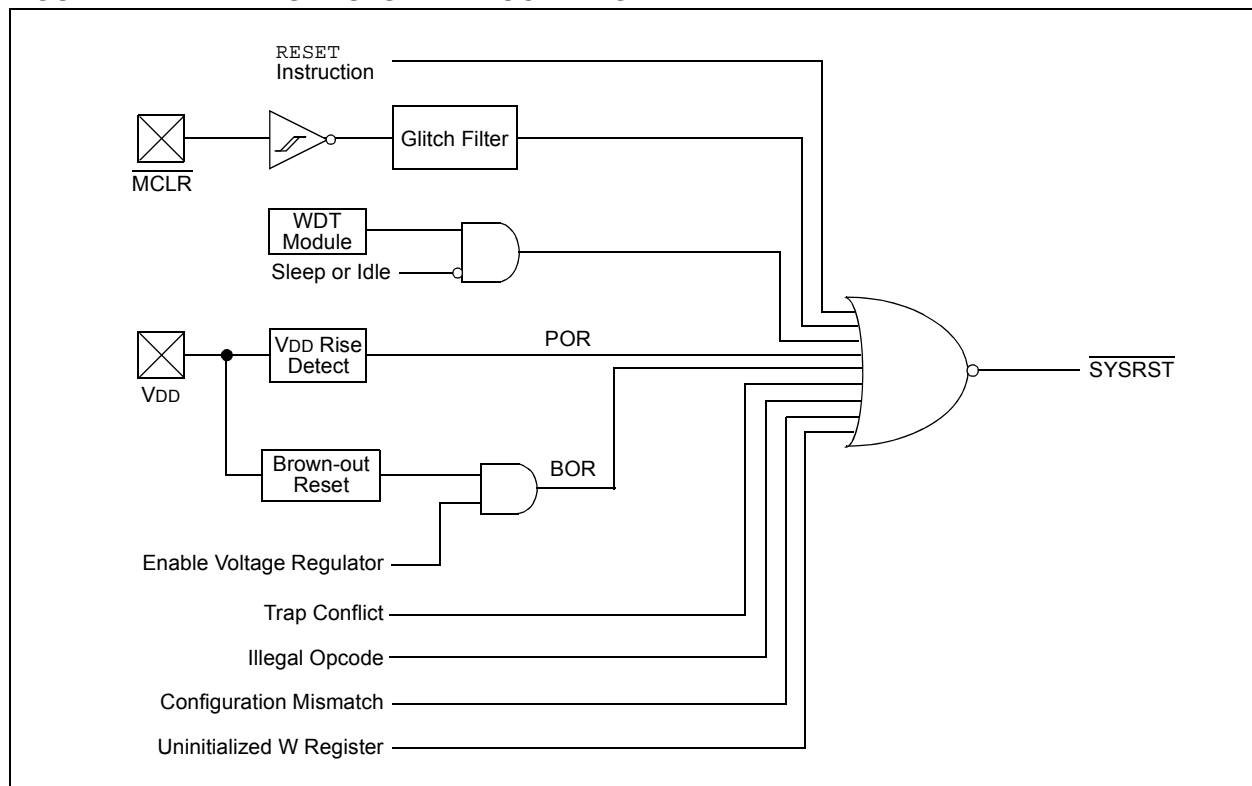 RESET
Instruction
Glitch Filter
MCLR
WDT
Module
Sleep or Idle
VDD Rise
Detect
POR
VDD
SYSRST
Brown-out
Reset
BOR
Enable Voltage Regulator
Trap Conflict
Illegal Opcode
Configuration Mismatch
Uninitialized W Register